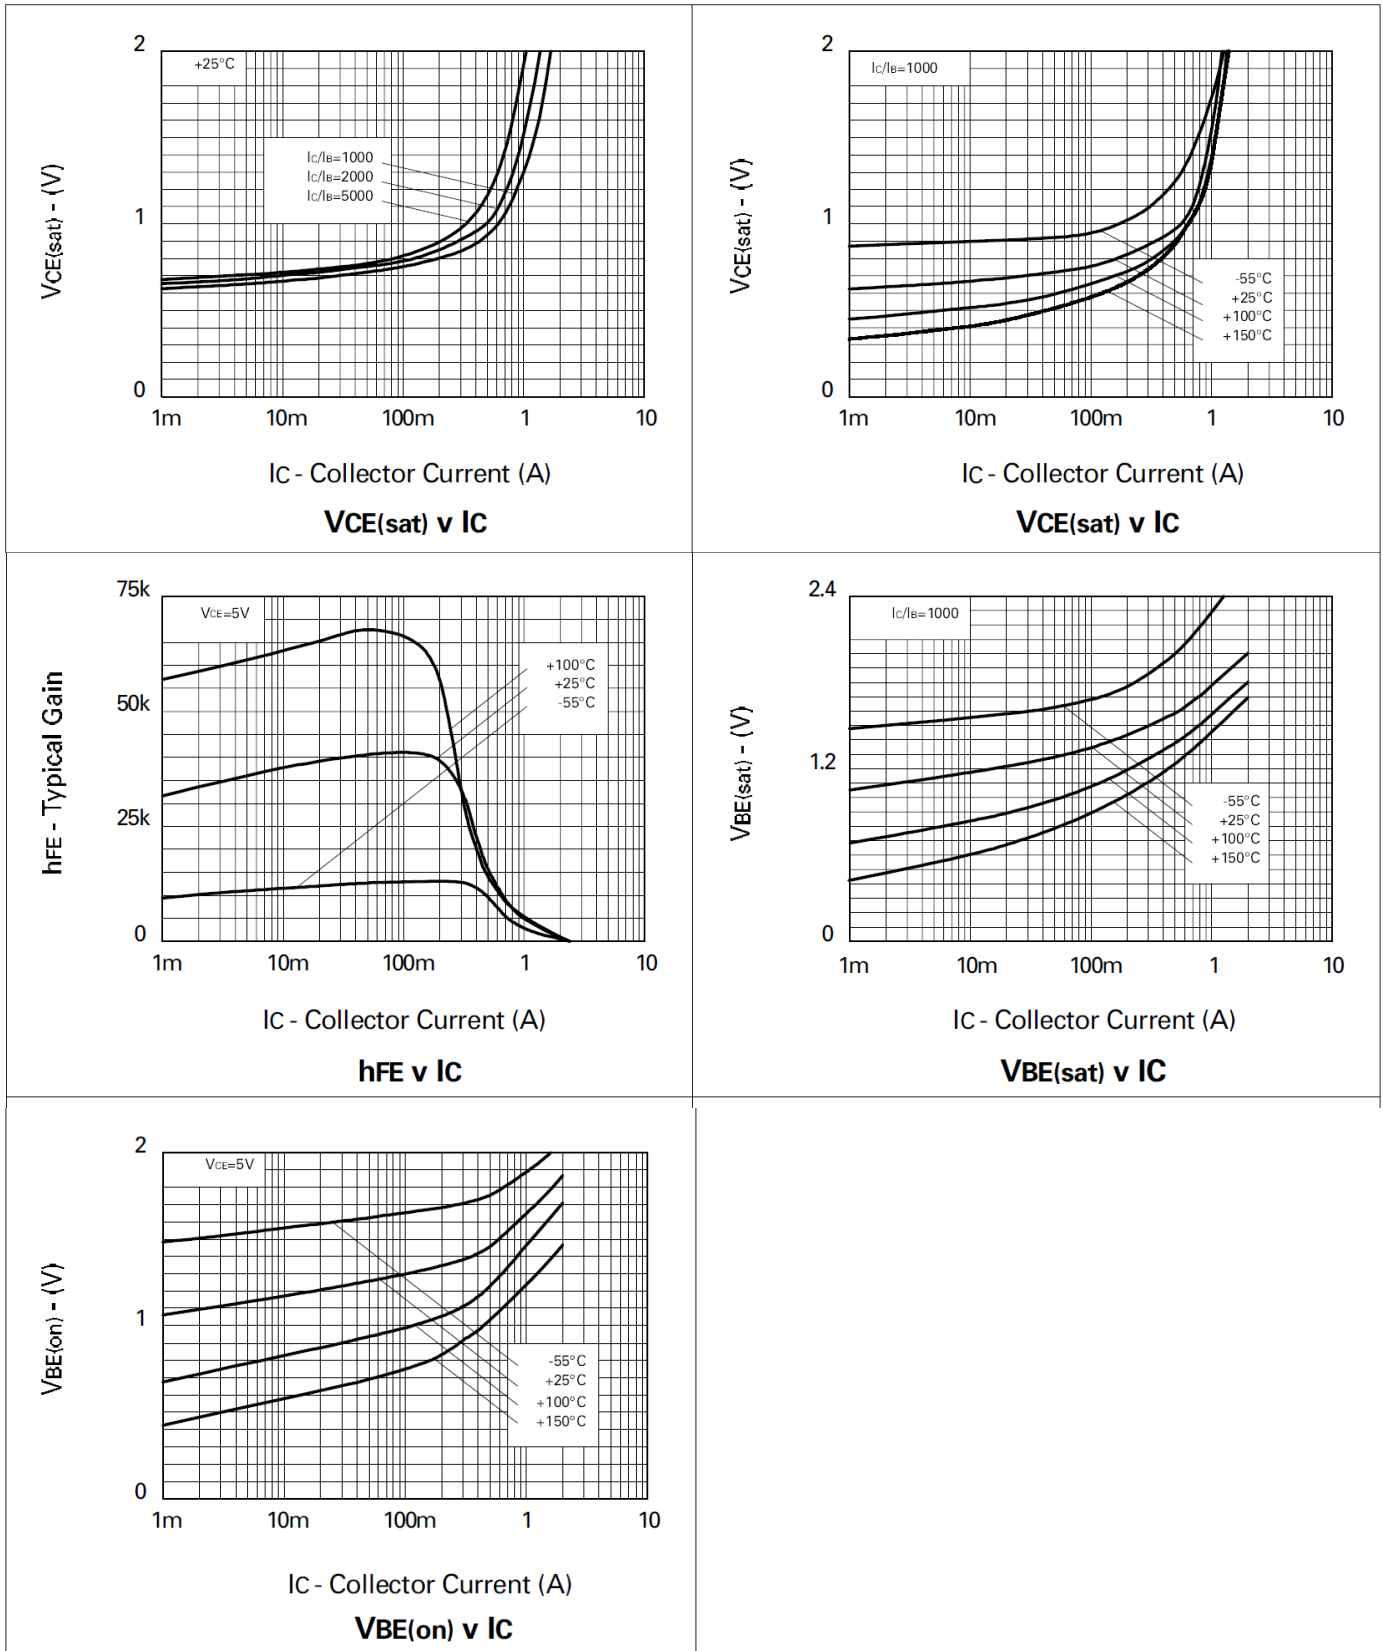 2
+25°C
IC/IB=1000
IC/IB=2000
IC/IB=5000
1
0
VCE(sat) - (V)
1m 10m 100m 1 10
IC - Collector Current (A)
VCE(sat) v IC
2
IC/IB=1000
1
-55°C
+25°C
+100°C
+150°C
0
VCE(sat) - (V)
1m 10m 100m 1 10
IC - Collector Current (A)
VCE(sat) v IC
75k
VCE=5V
+100°C
+25°C
-55°C
50k
25k
0
hFE - Typical Gain
1m 10m 100m 1 10
IC - Collector Current (A)
hFE v IC
2.4
IC/IB=1000
1.2
-55°C
+25°C
+100°C
+150°C
0
VBE(sat) - (V)
1m 10m 100m 1 10
IC - Collector Current (A)
VBE(sat) v IC
2
VCE=5V
1
-55°C
+25°C
+100°C
+150°C
0
VBE(on) - (V)
1m 10m 100m 1 10
IC - Collector Current (A)
VBE(on) v IC